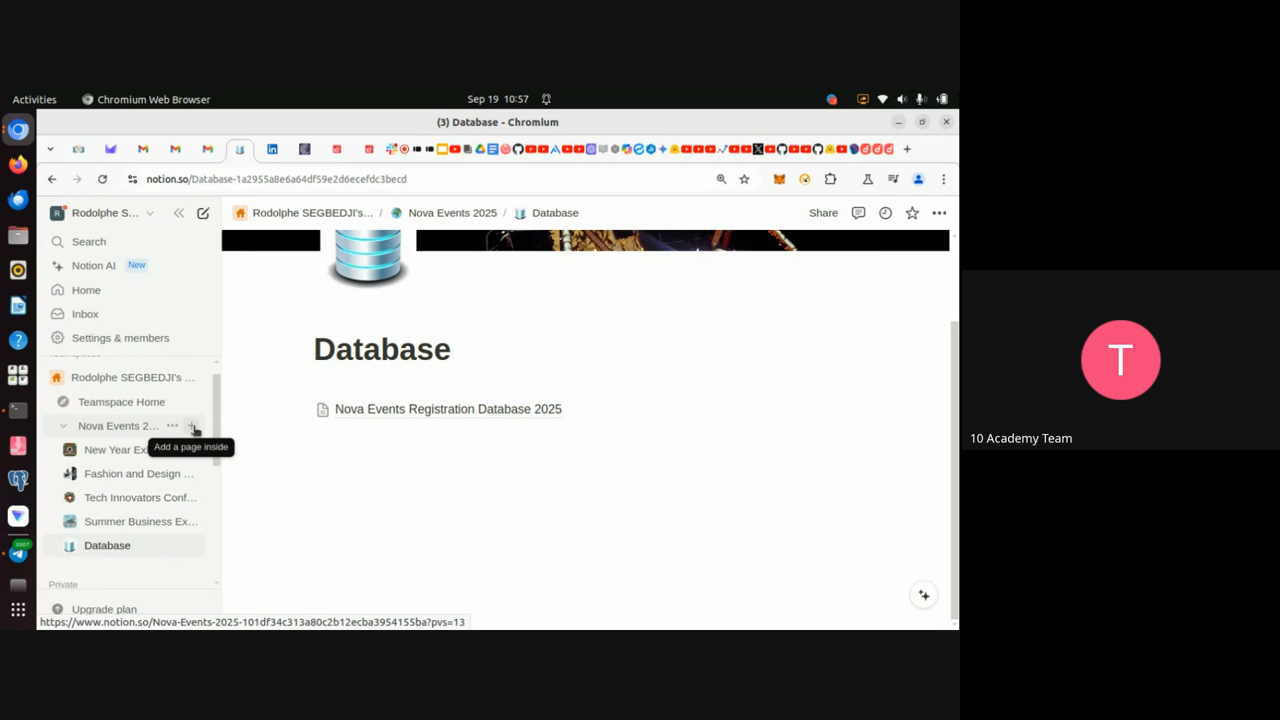 Activities
Chromium Web Browser
Sep 19 10:57
(3) Database - Chromium
notion.so/Database-1a2955a8e6a64df59e2d6ecefdc3becd
Rodolphe S...
Rodolphe SEGBEDJI's... / Nova Events 2025 / Database
Share
Search
Notion AI New
Home
Inbox
Settings & members
Rodolphe SEGBEDJI's ...
Teamspace Home
Nova Events 2...
Add a page inside
New Year Ex
Fashion and Design ...
Tech Innovators Conf...
Summer Business Ex...
Database
Private
Upgrade plan
https://www.notion.so/Nova-Events-2025-101df34c313a80c2b12ecba3954155ba?pvs=13
Database
Nova Events Registration Database 2025
T
10 Academy Team